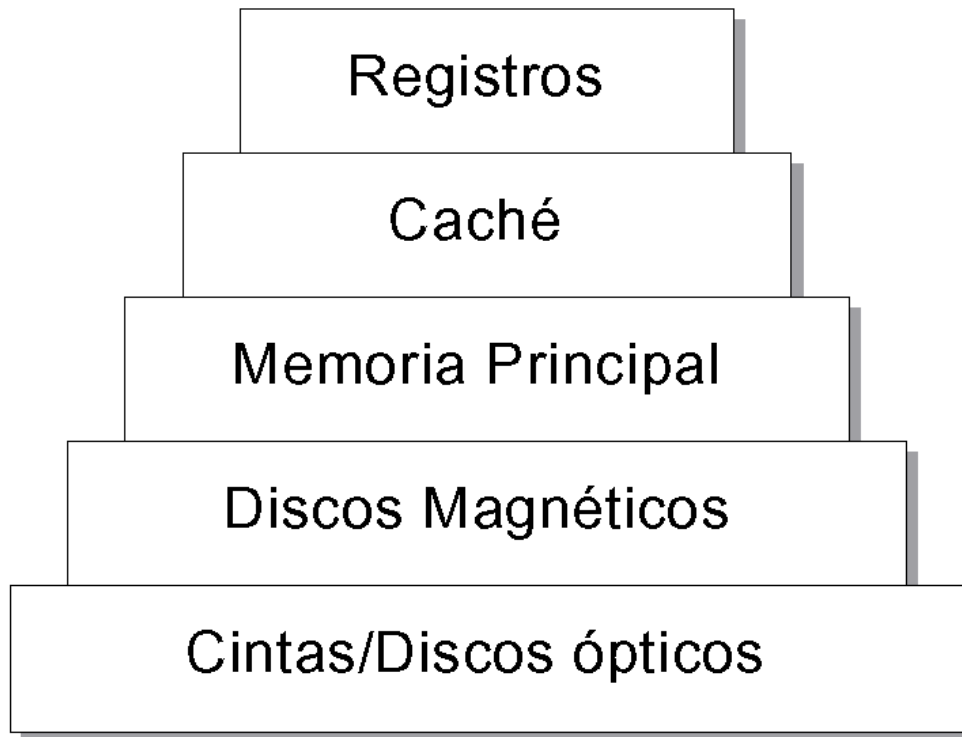 Registros
Caché
Memoria Principal
Discos Magnéticos
Cintas/Discos ópticos